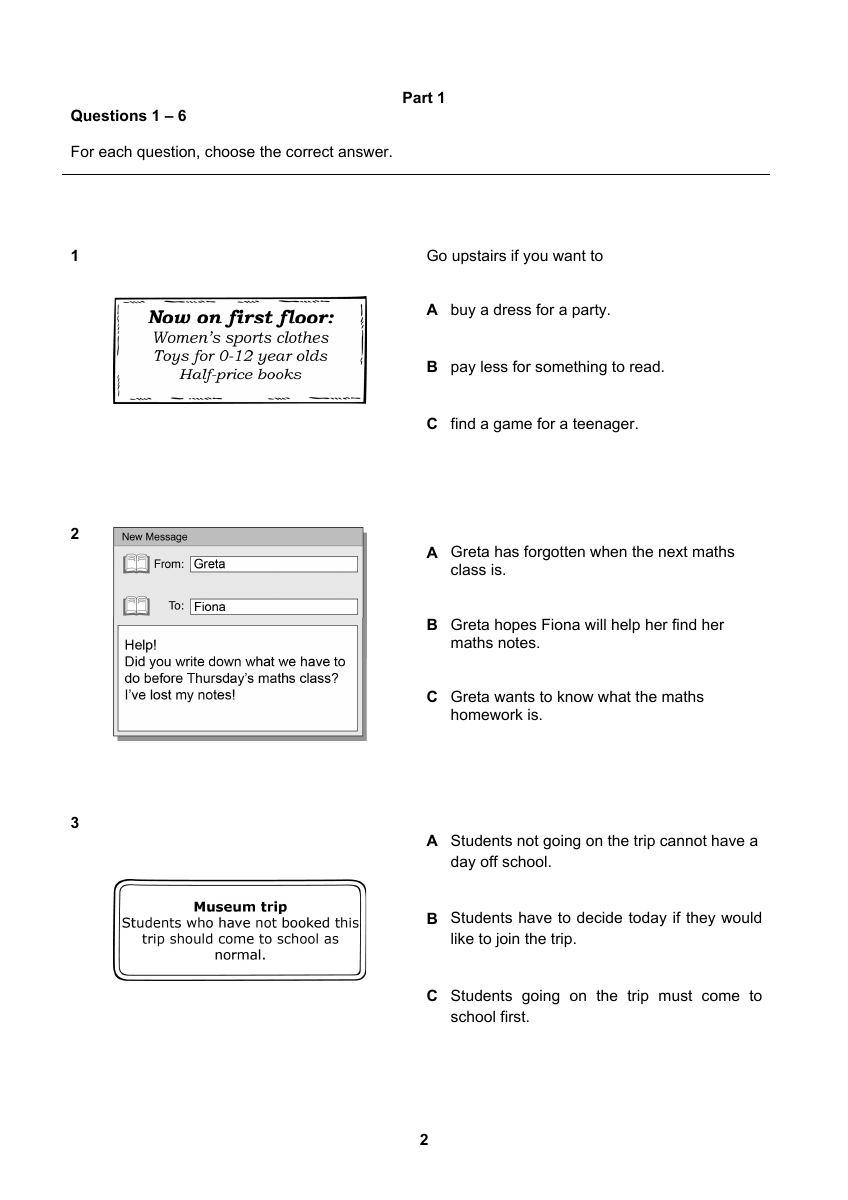 Part 1
Questions 1 – 6
For each question, choose the correct answer.
1
Now on first floor:
Women's sports clothes
Toys for 0-12 year olds
Half-price books
Go upstairs if you want to
A buy a dress for a party.
B pay less for something to read.
C find a game for a teenager.
2
New Message
From: Greta
To: Fiona
Help!
Did you write down what we have to
do before Thursday's maths class?
I've lost my notes!
A Greta has forgotten when the next maths
class is.
B Greta hopes Fiona will help her find her
maths notes.
C Greta wants to know what the maths
homework is.
3
Museum trip
Students who have not booked this
trip should come to school as
normal.
A Students not going on the trip cannot have a
day off school.
B Students have to decide today if they would
like to join the trip.
C Students going on the trip must come to
school first.
2